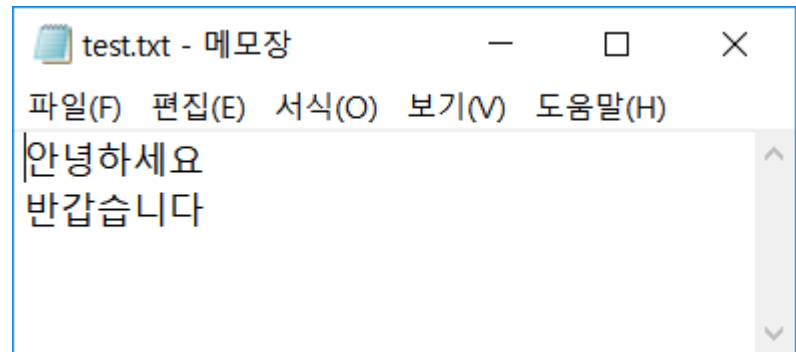 test.txt - 메모장
파일(F) 편집(E) 서식(O) 보기(V) 도움말(H)
안녕하세요
반갑습니다